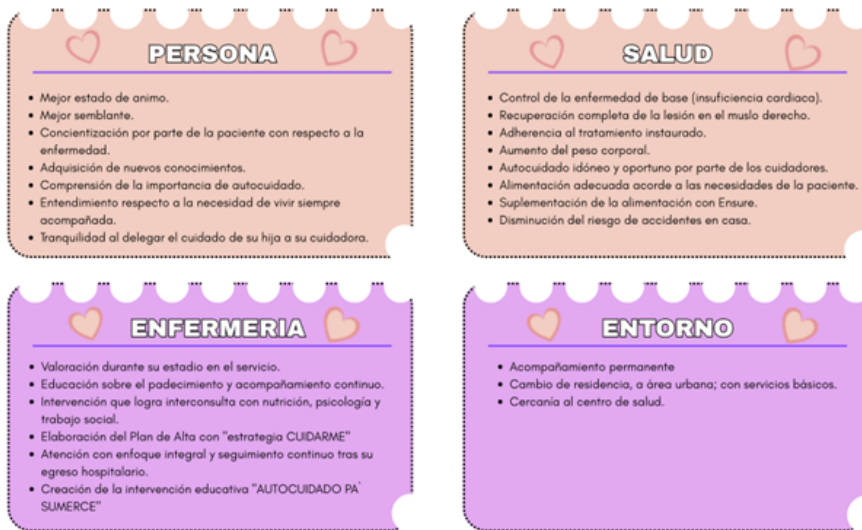 PERSONA
• Mejor estado de animo.
• Mejor semblante.
• Concientización por parte de la paciente con respecto a la
enfermedad.
• Adquisición de nuevos conocimientos.
• Comprensión de la importancia de autocuidado.
• Entendimiento respecto a la necesidad de vivir siempre
acompañada.
• Tranquilidad al delegar el cuidado de su hija a su cuidadora.
SALUD
• Control de la enfermedad de base (insuficiencia cardiaca).
• Recuperación completa de la lesión en el muslo derecho.
• Adherencia al tratamiento instaurado.
• Aumento del peso corporal.
• Autocuidado idóneo y oportuno por parte de los cuidadores.
• Alimentación adecuada acorde a las necesidades de la paciente.
• Suplementación de la alimentación con Ensure.
• Disminución del riesgo de accidentes en casa.
ENFERMERIA
• Valoración durante su estadio en el servicio.
• Educación sobre el padecimiento y acompañamiento continuo.
• Intervención que logra interconsulta con nutrición, psicología y
trabajo social.
• Elaboración del Plan de Alta con "estrategia CUIDARME"
• Atención con enfoque integral y seguimiento continuo tras su
egreso hospitalario.
• Creación de la intervención educativa "AUTOCUIDADO PA`
SUMERCE"
ENTORNO
• Acompañamiento permanente
• Cambio de residencia, a área urbana; con servicios básicos.
• Cercanía al centro de salud.